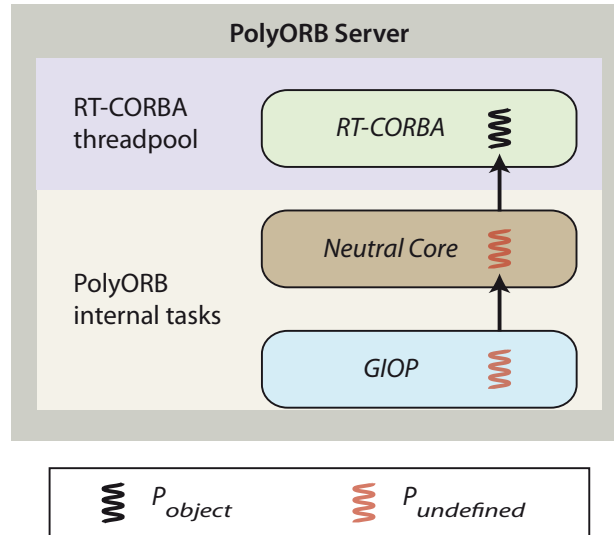 PolyORB Server
RT-CORBA
threadpool
RT-CORBA
Neutral Core
PolyORB
internal tasks
GIOP
P object
P undefined